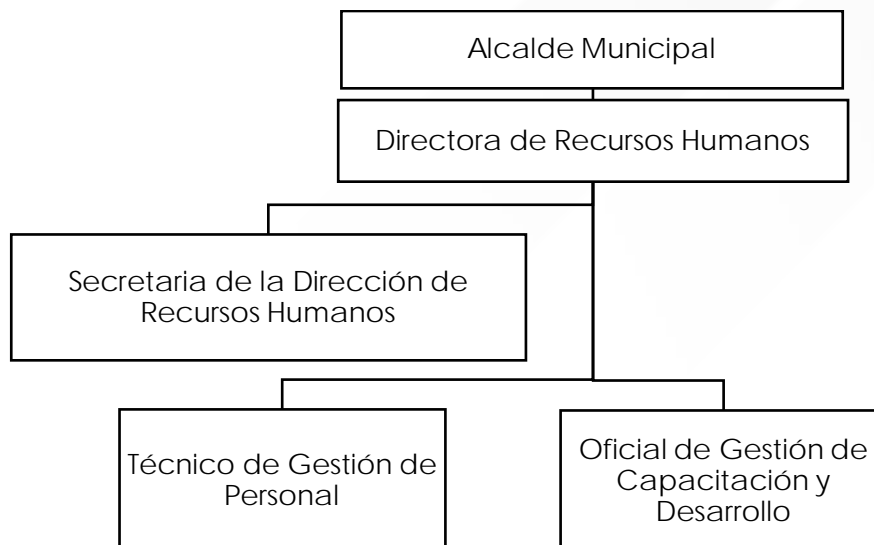 Alcalde Municipal
Directora de Recursos Humanos
Secretaria de la Dirección de
Recursos Humanos
Técnico de Gestión de
Personal
Oficial de Gestión de
Capacitación y
Desarrollo